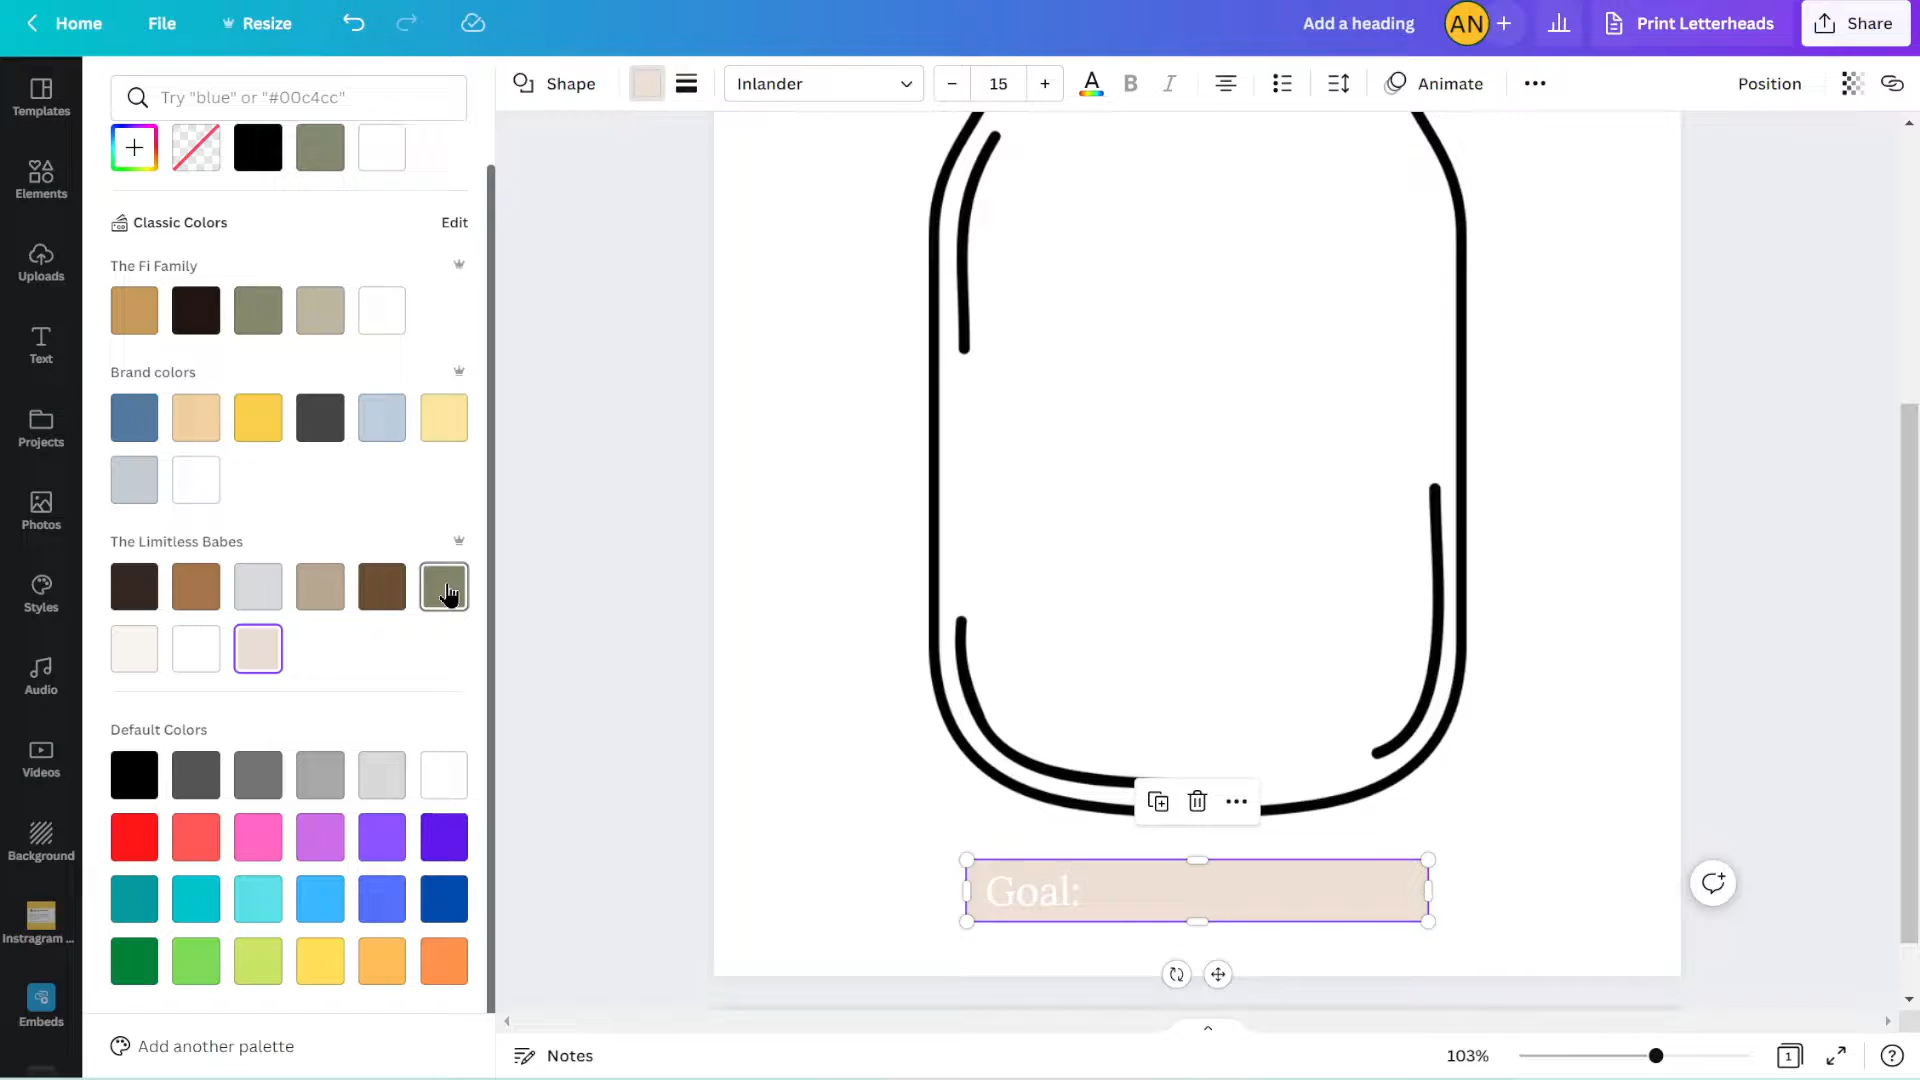 Home
File
Resize
Add a heading
AN
Print Letterheads
Share
Templates
Elements
Uploads
Text
Projects
Photos
Styles
Audio
Videos
Background
Instragram ...
Embeds
Try "blue" or "#00c4cc"
Classic Colors
Edit
The Fi Family
Brand colors
The Limitless Babes
Default Colors
Add another palette
Shape
Inlander
15
A
B
I
Animate
Position
Goal:
Notes
103%
1